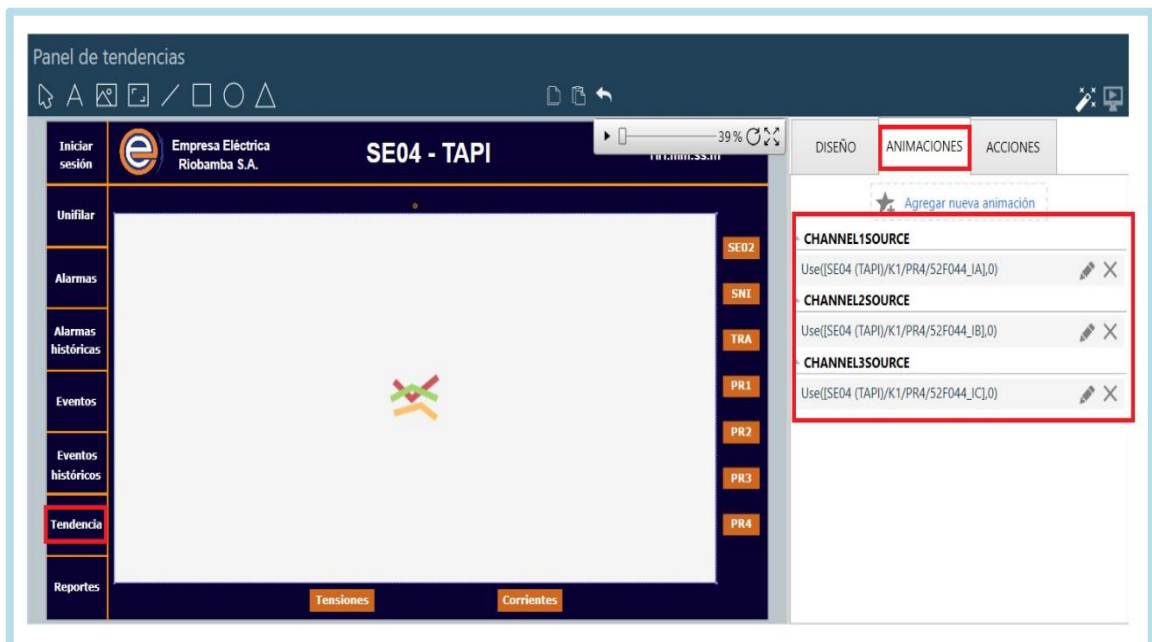 Panel de tendencias
A
39 %
Iniciar
sesión
Empresa Eléctrica
Riobamba S.A.
SE04 - TAPI
DISEÑO
ANIMACIONES
ACCIONES
Agregar nueva animación
Unifilar
Alarmas
Alarmas
históricas
Eventos
Eventos
históricos
Tendencia
Reportes
SE02
SNI
TRA
PR1
PR2
PR3
PR4
Tensiones
Corrientes
CHANNEL1SOURCE
Use([SE04 (TAPI)/K1/PR4/52F044_IA],0)
CHANNEL2SOURCE
Use([SE04 (TAPI)/K1/PR4/52F044_IB],0)
CHANNEL3SOURCE
Use([SE04 (TAPI)/K1/PR4/52F044_IC],0)